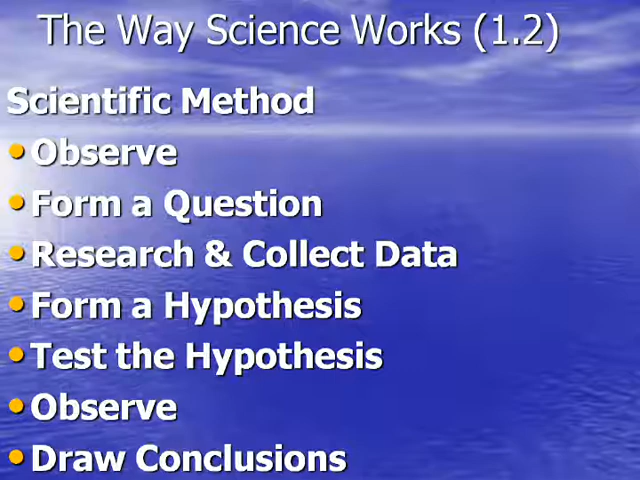 The Way Science Works (1.2)
Scientific Method
• Observe
• Form a Question
• Research & Collect Data
• Form a Hypothesis
• Test the Hypothesis
• Observe
• Draw Conclusions